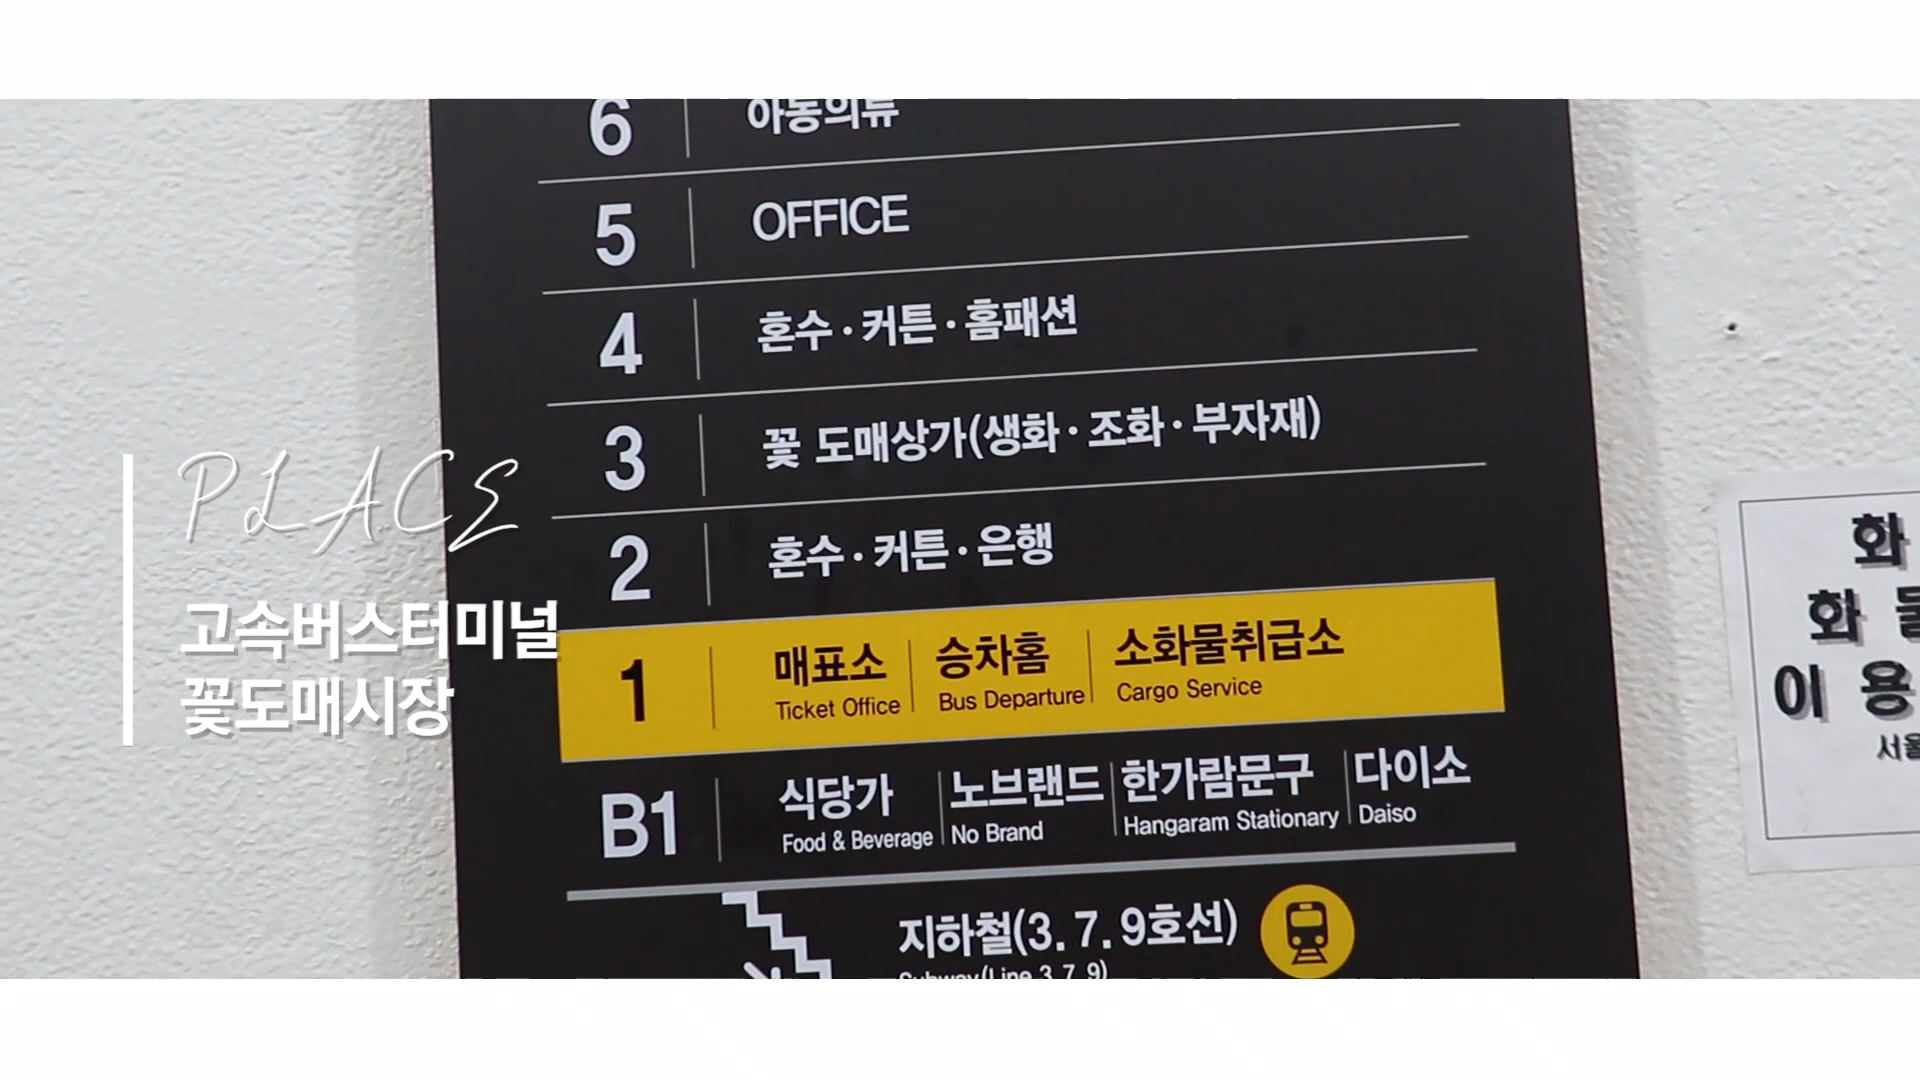 6 아동의류
5 OFFICE
4 혼수·커튼·홈패션
3 꽃 도매상가(생화·조화·부자재)
2 혼수·커튼·은행
1 매표소 승차홈 소화물취급소
Ticket Office Bus Departure Cargo Service
B1 식당가 노브랜드 한가람문구 다이소
Food & Beverage No Brand Hangaram Stationary Daiso
지하철(3. 7. 9호선)
Subway(Line 3. 7. 9)
PLACE
고속버스터미널
꽃도매시장
화
화 물
이 용
서울